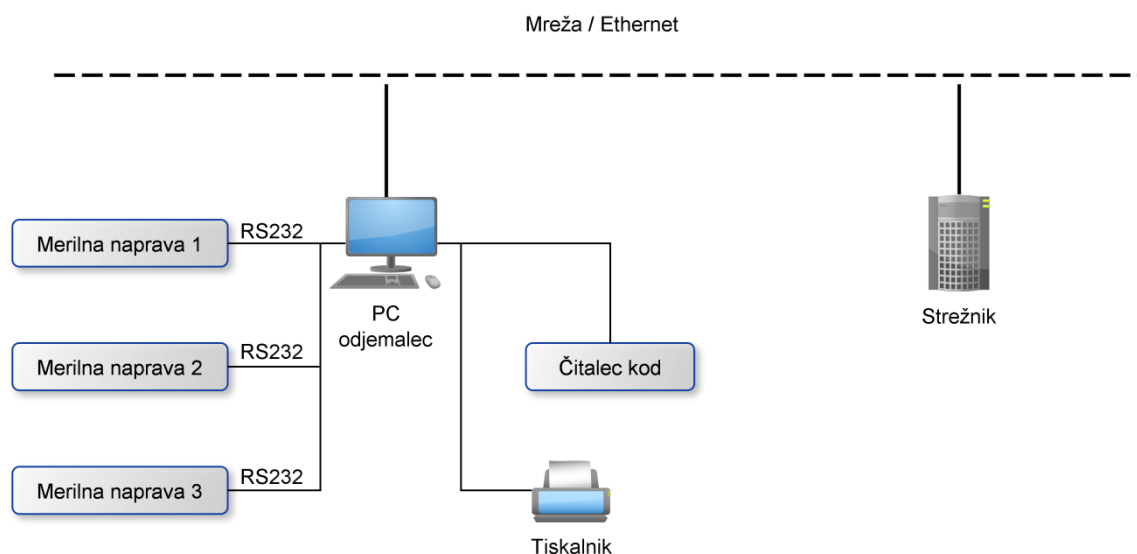 Mreža / Ethernet
Merilna naprava 1
RS232
PC
odjemalec
Strežnik
Merilna naprava 2
RS232
Čitalec kod
Merilna naprava 3
RS232
Tiskalnik